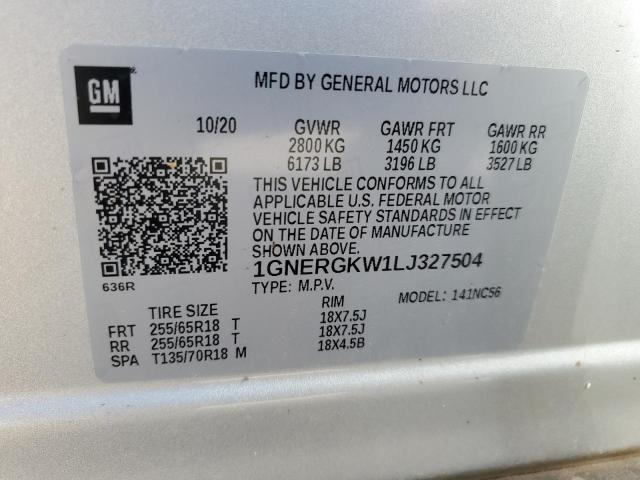 GM
MFD BY GENERAL MOTORS LLC
10/20 GVWR GAWR FRT GAWR RR
2800 KG 1450 KG 1600 KG
6173 LB 3196 LB 3527 LB
THIS VEHICLE CONFORMS TO ALL
APPLICABLE U.S. FEDERAL MOTOR
VEHICLE SAFETY STANDARDS IN EFFECT
ON THE DATE OF MANUFACTURE
SHOWN ABOVE.
1GNERGKW1LJ327504
636R TYPE: M.P.V. MODEL: 141NC56
TIRE SIZE RIM
FRT 255/65R18 T 18X7.5J
RR 255/65R18 T 18X7.5J
SPA T135/70R18 M 18X4.5B